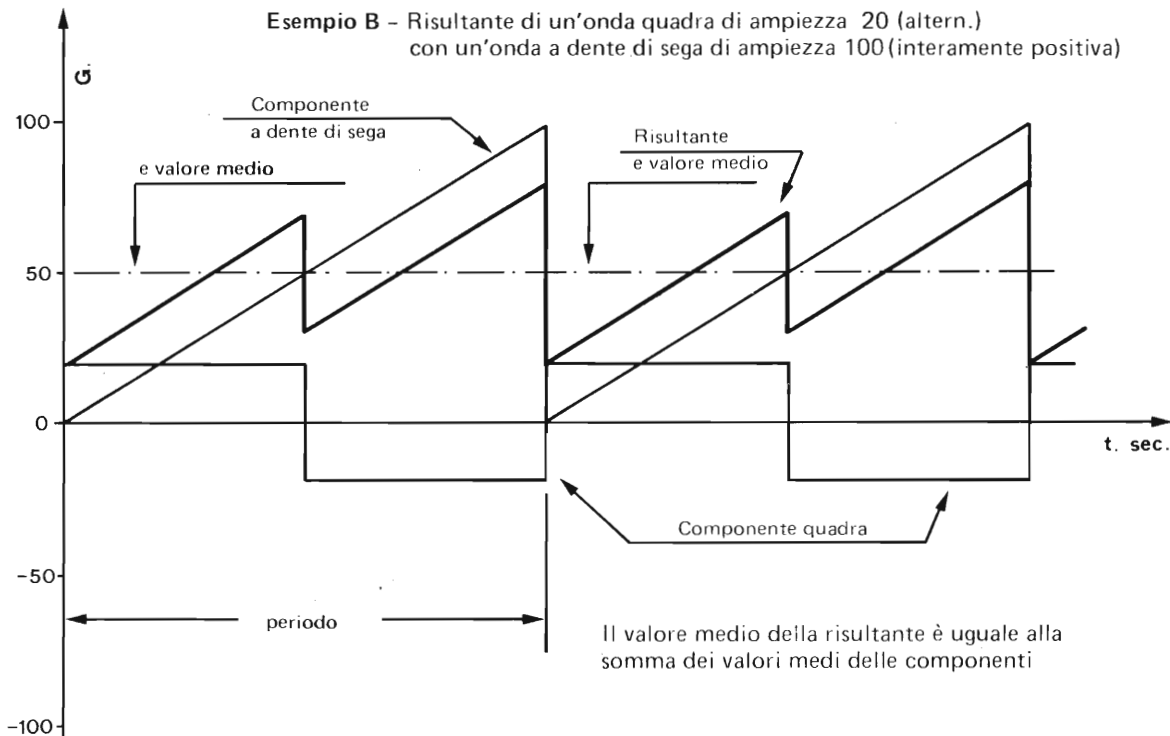 Esempio B – Risultante di un'onda quadra di ampiezza 20 (altern.)
con un'onda a dente di sega di ampiezza 100 (interamente positiva)
G.
Componente
a dente di sega
e valore medio
Risultante
e valore medio
100
50
0
-50
-100
t. sec.
Componente quadra
periodo
Il valore medio della risultante è uguale alla
somma dei valori medi delle componenti